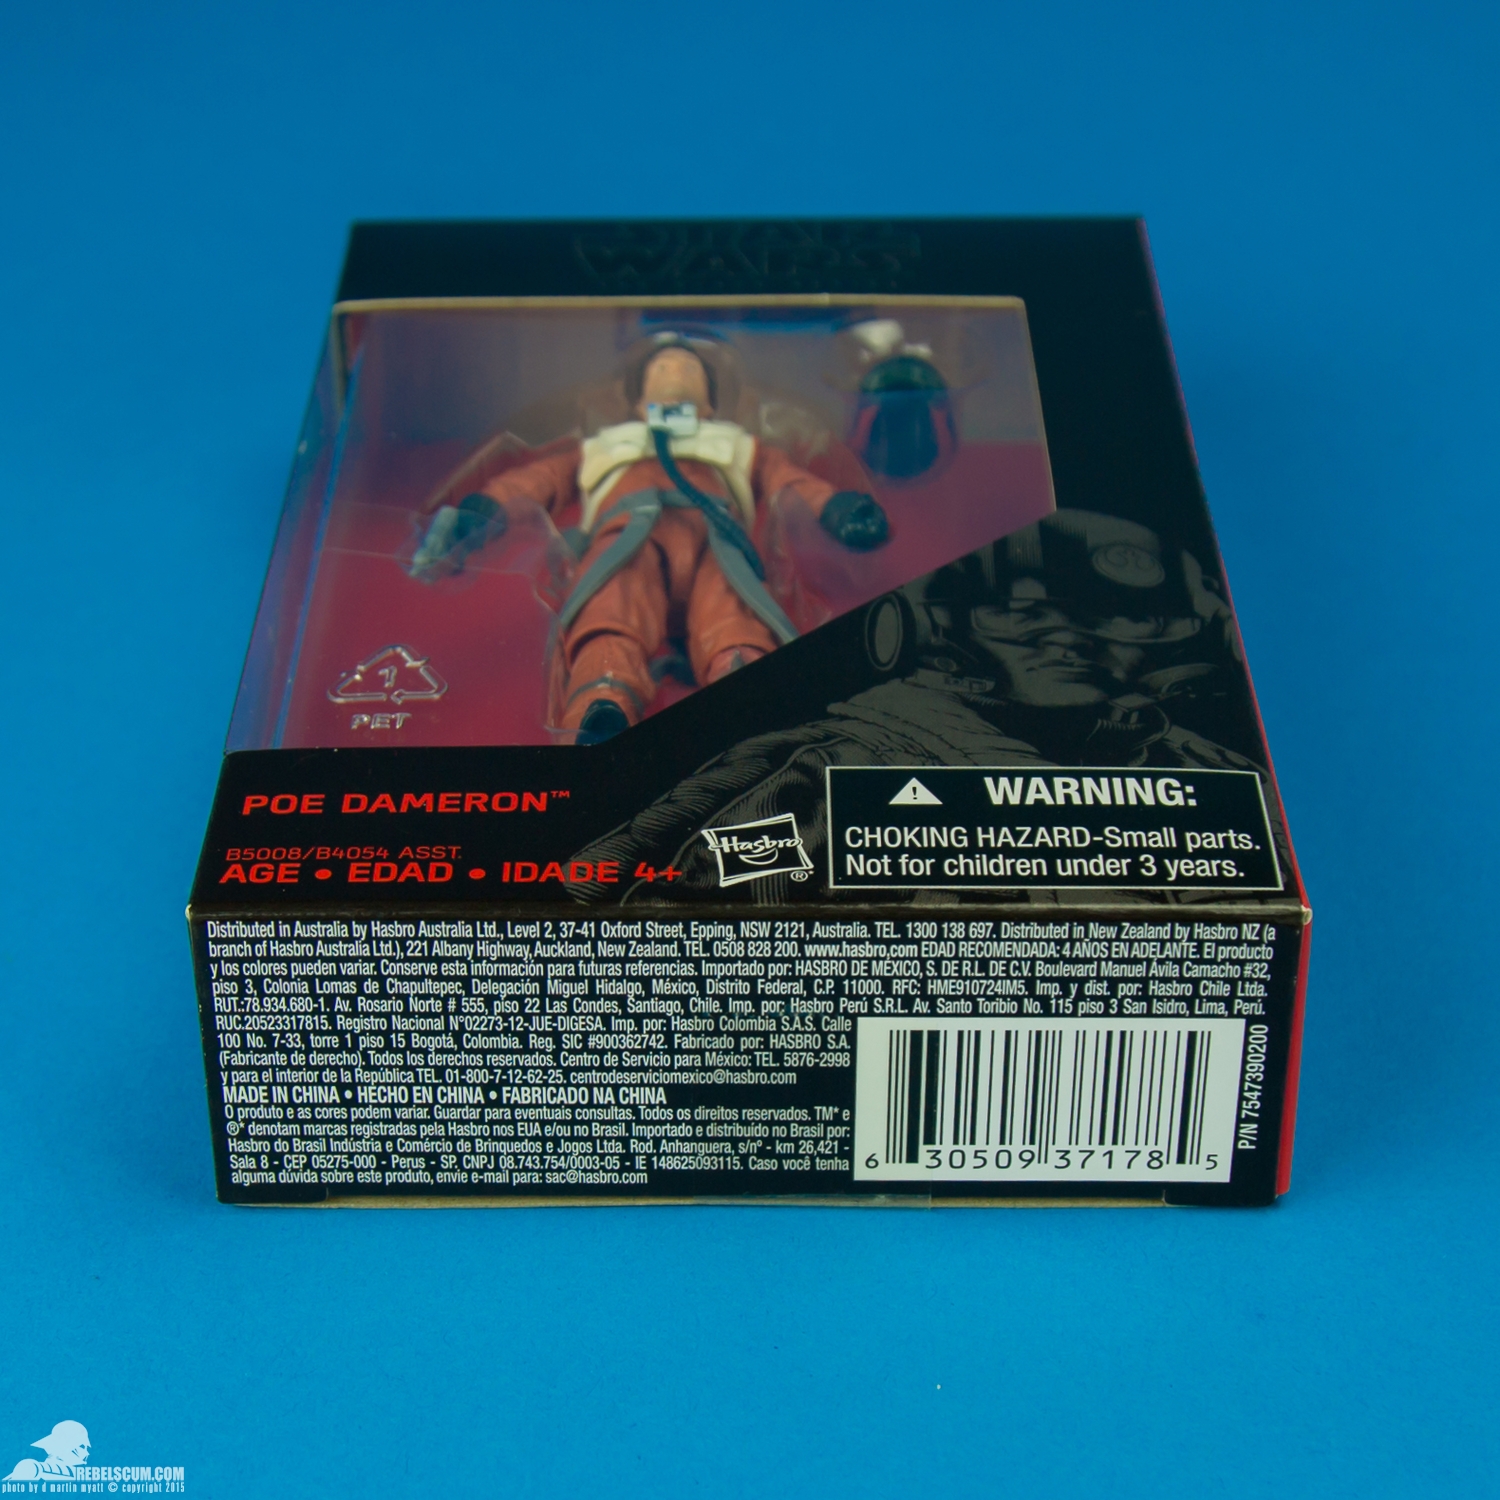 STAR
WARS
1
PET
POE DAMERON™
B5008/B4054 ASST.
AGE • EDAD • IDADE 4+
Hasbro®
WARNING:
CHOKING HAZARD-Small parts.
Not for children under 3 years.
Distributed in Australia by Hasbro Australia Ltd., Level 2, 37-41 Oxford Street, Epping, NSW 2121, Australia. TEL. 1300 138 697. Distributed in New Zealand by Hasbro NZ (a
branch of Hasbro Australia Ltd.), 221 Albany Highway, Auckland, New Zealand. TEL. 0508 828 200. www.hasbro.com EDAD RECOMENDADA: 4 AÑOS EN ADELANTE. El producto
y los colores pueden variar. Conserve esta información para futuras referencias. Importado por: HASBRO DE MÉXICO, S. DE R.L. DE C.V. Boulevard Manuel Ávila Camacho #32,
piso 3, Colonia Lomas de Chapultepec, Delegación Miguel Hidalgo, México, Distrito Federal, C.P. 11000. RFC: HME910724IM5. Imp. y dist. por: Hasbro Chile Ltda.
RUT.:78.934.680-1. Av. Rosario Norte # 555, piso 22 Las Condes, Santiago, Chile. Imp. por: Hasbro Perú S.R.L. Av. Santo Toribio No. 115 piso 3 San Isidro, Lima, Perú.
RUC.20523317815. Registro Nacional N°02273-12-JUE-DIGESA. Imp. por: Hasbro Colombia S.A.S. Calle
100 No. 7-33, torre 1 piso 15 Bogotá, Colombia. Reg. SIC #900362742. Fabricado por: HASBRO S.A.
(Fabricante de derecho). Todos los derechos reservados. Centro de Servicio para México: TEL. 5876-2998
y para el interior de la República TEL. 01-800-7-12-62-25. centrodeserviciomexico@hasbro.com
MADE IN CHINA • HECHO EN CHINA • FABRICADO NA CHINA
O produto e as cores podem variar. Guardar para eventuais consultas. Todos os direitos reservados. TM* e
®* denotam marcas registradas pela Hasbro nos EUA e/ou no Brasil. Importado e distribuído no Brasil por:
Hasbro do Brasil Indústria e Comércio de Brinquedos e Jogos Ltda. Rod. Anhanguera, s/nº - km 26,421 -
Sala 8 - CEP 05275-000 - Perus - SP. CNPJ 08.743.754/0003-05 - IE 148625093115. Caso você tenha
alguma dúvida sobre este produto, envie e-mail para: sac@hasbro.com
6 30509 37178 5
P/N 7547390200
REBELSCUM.COM
photo by d martin myatt © copyright 2015